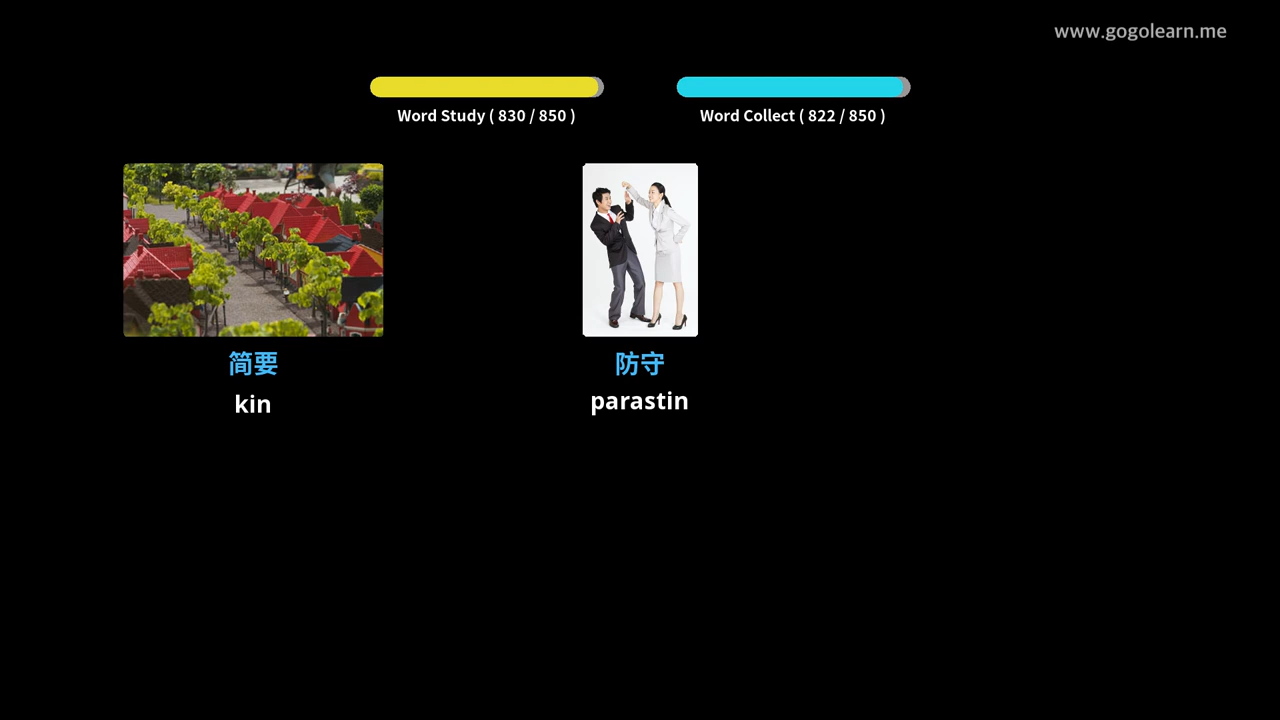 www.gogolearn.me
Word Study ( 830 / 850 )
Word Collect ( 822 / 850 )
简要
kin
防守
parastin